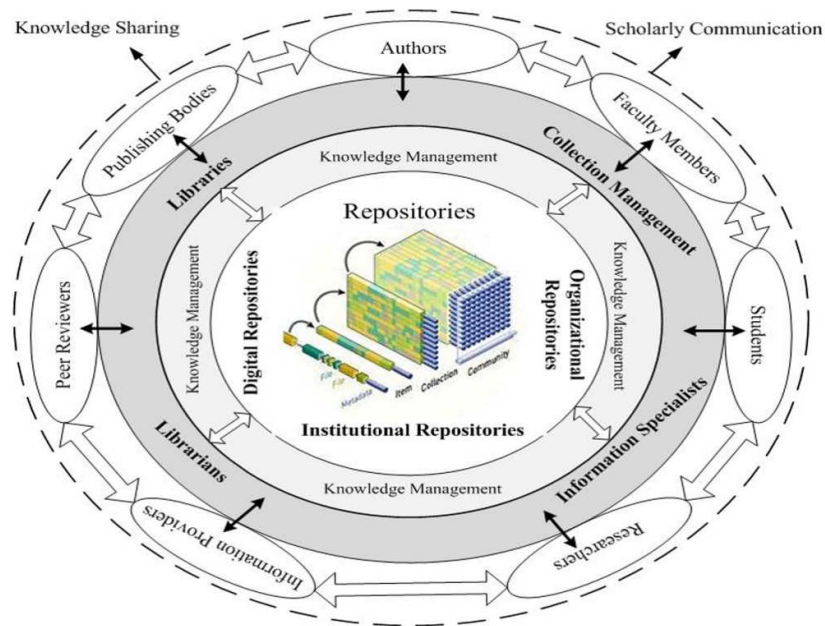 Knowledge Sharing
Scholarly Communication
Authors
Publishing Bodies
Faculty Members
Libraries
Collection Management
Knowledge Management
Repositories
Peer Reviewers
Knowledge Management
Digital Repositories
Organizational
Repositories
Knowledge Management
Students
File
File
Metadata
Item
Collection
Community
Institutional Repositories
Librarians
Information Specialists
Knowledge Management
Information Providers
Researchers